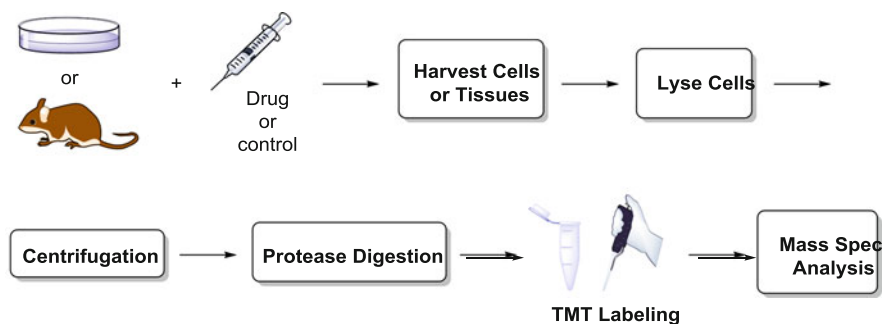 or
+
Drug
or
control
Harvest Cells
or Tissues
Lyse Cells
Centrifugation
Protease Digestion
TMT Labeling
Mass Spec
Analysis